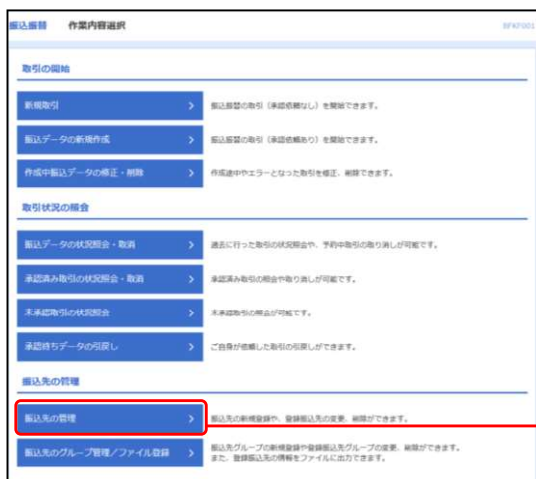 振込振替 作業内容選択 BFKF001
取引の開始
新規取引 > 振込振替の取引（承認依頼なし）を開始できます。
振込データの新規作成 > 振込振替の取引（承認依頼あり）を開始できます。
作成中振込データの修正・削除 > 作成途中やエラーとなった取引を修正、削除できます。
取引状況の照会
振込データの状況照会・取消 > 過去に行った取引の状況照会や、予約中取引の取り消しが可能です。
承認済み取引の状況照会・取消 > 承認済み取引の照会や取り消しが可能です。
未承認取引の状況照会 > 未承認取引の照会が可能です。
承認待ちデータの引戻し > ご自身が依頼した取引の引戻しができます。
振込先の管理
振込先の管理 > 振込先の新規登録や、登録振込先の変更、削除ができます。
振込先のグループ管理／ファイル登録 > 振込先グループの新規登録や登録振込先グループの変更、削除ができます。
また、登録振込先の情報をファイルに出力できます。